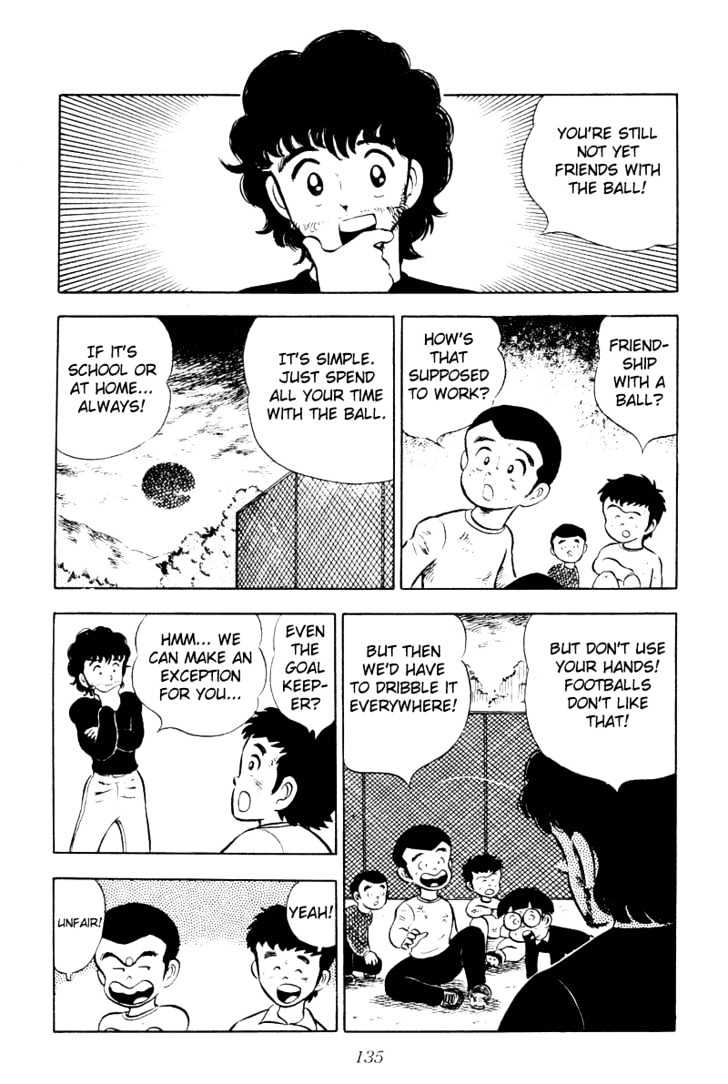 YOU'RE STILL
NOT YET
FRIENDS WITH
THE BALL!
FRIEND-
SHIP
WITH A
BALL?
HOW'S
THAT
SUPPOSED
TO WORK?
IT'S SIMPLE.
JUST SPEND
ALL YOUR TIME
WITH THE BALL.
IF IT'S
SCHOOL OR
AT HOME...
ALWAYS!
BUT DON'T USE
YOUR HANDS!
FOOTBALLS
DON'T LIKE
THAT!
BUT THEN
WE'D HAVE
TO DRIBBLE IT
EVERYWHERE!
EVEN
THE
GOAL
KEEP-
ER?
HMM... WE
CAN MAKE AN
EXCEPTION
FOR YOU...
YEAH!
UNFAIR!
135